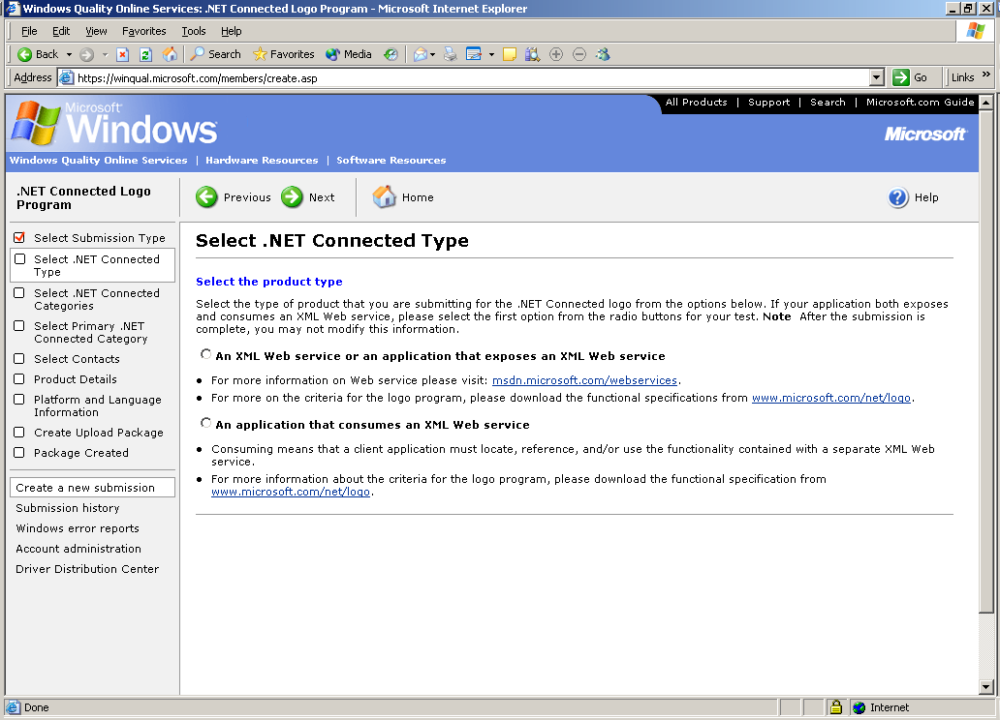 Windows Quality Online Services: .NET Connected Logo Program - Microsoft Internet Explorer
File Edit View Favorites Tools Help
Back Search Favorites Media
Address https://winqual.microsoft.com/members/create.asp Go Links »
All Products | Support | Search | Microsoft.com Guide
Microsoft
Windows
Microsoft
Windows Quality Online Services | Hardware Resources | Software Resources
.NET Connected Logo
Program
Previous Next Home Help
Select Submission Type
Select .NET Connected
Type
Select .NET Connected
Categories
Select Primary .NET
Connected Category
Select Contacts
Product Details
Platform and Language
Information
Create Upload Package
Package Created
Create a new submission
Submission history
Windows error reports
Account administration
Driver Distribution Center
Select .NET Connected Type
Select the product type
Select the type of product that you are submitting for the .NET Connected logo from the options below. If your application both exposes
and consumes an XML Web service, please select the first option from the radio buttons for your test. Note After the submission is
complete, you may not modify this information.
An XML Web service or an application that exposes an XML Web service
• For more information on Web service please visit: msdn.microsoft.com/webservices.
• For more on the criteria for the logo program, please download the functional specifications from www.microsoft.com/net/logo.
An application that consumes an XML Web service
• Consuming means that a client application must locate, reference, and/or use the functionality contained with a separate XML Web
service.
• For more information about the criteria for the logo program, please download the functional specification from
www.microsoft.com/net/logo.
Done Internet